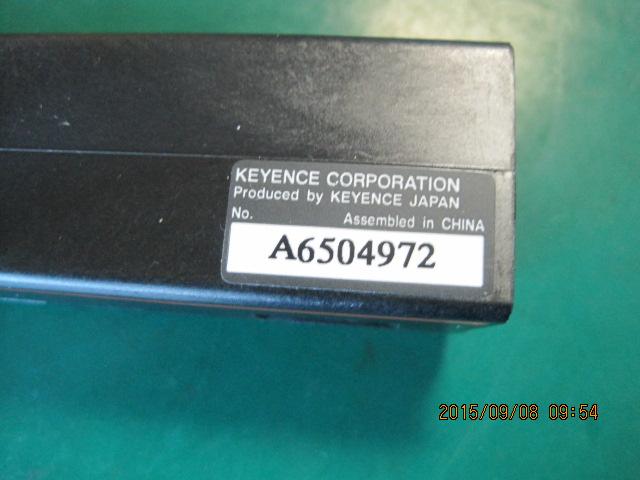 KEYENCE CORPORATION
Produced by KEYENCE JAPAN
No. Assembled in CHINA
A6504972
2015/09/08 09:54